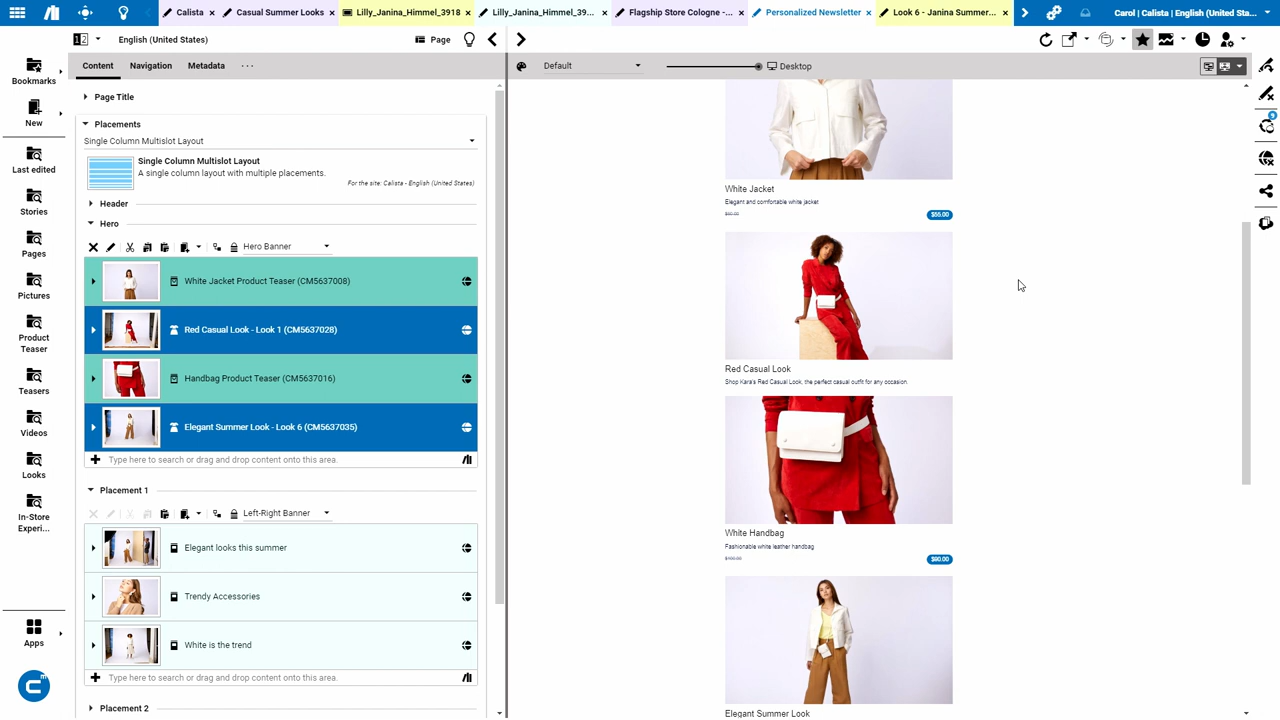 Calista
Casual Summer Looks
Lilly_Janina_Himmel_3918
Lilly_Janina_Himmel_39...
Flagship Store Cologne -...
Personalized Newsletter
Look 6 - Janina Summer...
Carol | Calista | English (United Sta...
1 2
English (United States)
Page
Bookmarks
New
Last edited
Stories
Pages
Pictures
Product
Teaser
Teasers
Videos
Looks
In-Store
Experi...
Apps
Content
Navigation
Metadata
Page Title
Placements
Single Column Multislot Layout
Single Column Multislot Layout
A single column layout with multiple placements.
For the site: Calista - English (United States)
Header
Hero
Hero Banner
White Jacket Product Teaser (CM5637008)
Red Casual Look - Look 1 (CM5637028)
Handbag Product Teaser (CM5637016)
Elegant Summer Look - Look 6 (CM5637035)
Type here to search or drag and drop content onto this area.
Placement 1
Left-Right Banner
Elegant looks this summer
Trendy Accessories
White is the trend
Type here to search or drag and drop content onto this area.
Placement 2
Default
Desktop
White Jacket
Elegant and comfortable white jacket.
$55.00
Red Casual Look
Shop Kara's Red Casual Look, the perfect casual outfit for any occasion.
White Handbag
Fashionable white leather handbag
$90.00
Elegant Summer Look